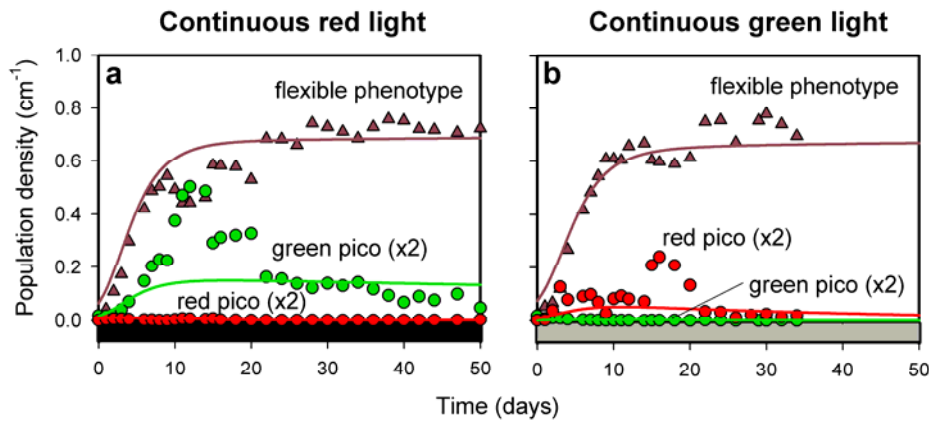 Continuous red light
Continuous green light
a
b
1.0
0.8
0.6
0.4
0.2
0.0
Population density (cm⁻¹)
flexible phenotype
green pico (x2)
red pico (x2)
flexible phenotype
red pico (x2)
green pico (x2)
0 10 20 30 40 50
0 10 20 30 40 50
Time (days)